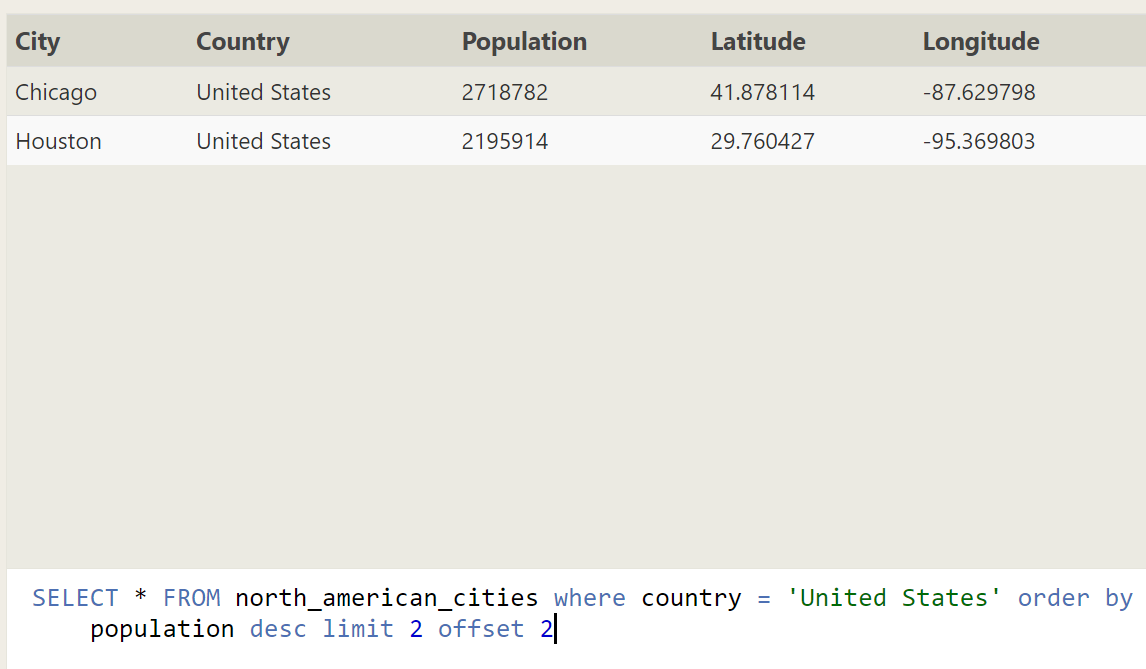 City Country Population Latitude Longitude
Chicago United States 2718782 41.878114 -87.629798
Houston United States 2195914 29.760427 -95.369803
SELECT * FROM north_american_cities where country = 'United States' order by
population desc limit 2 offset 2